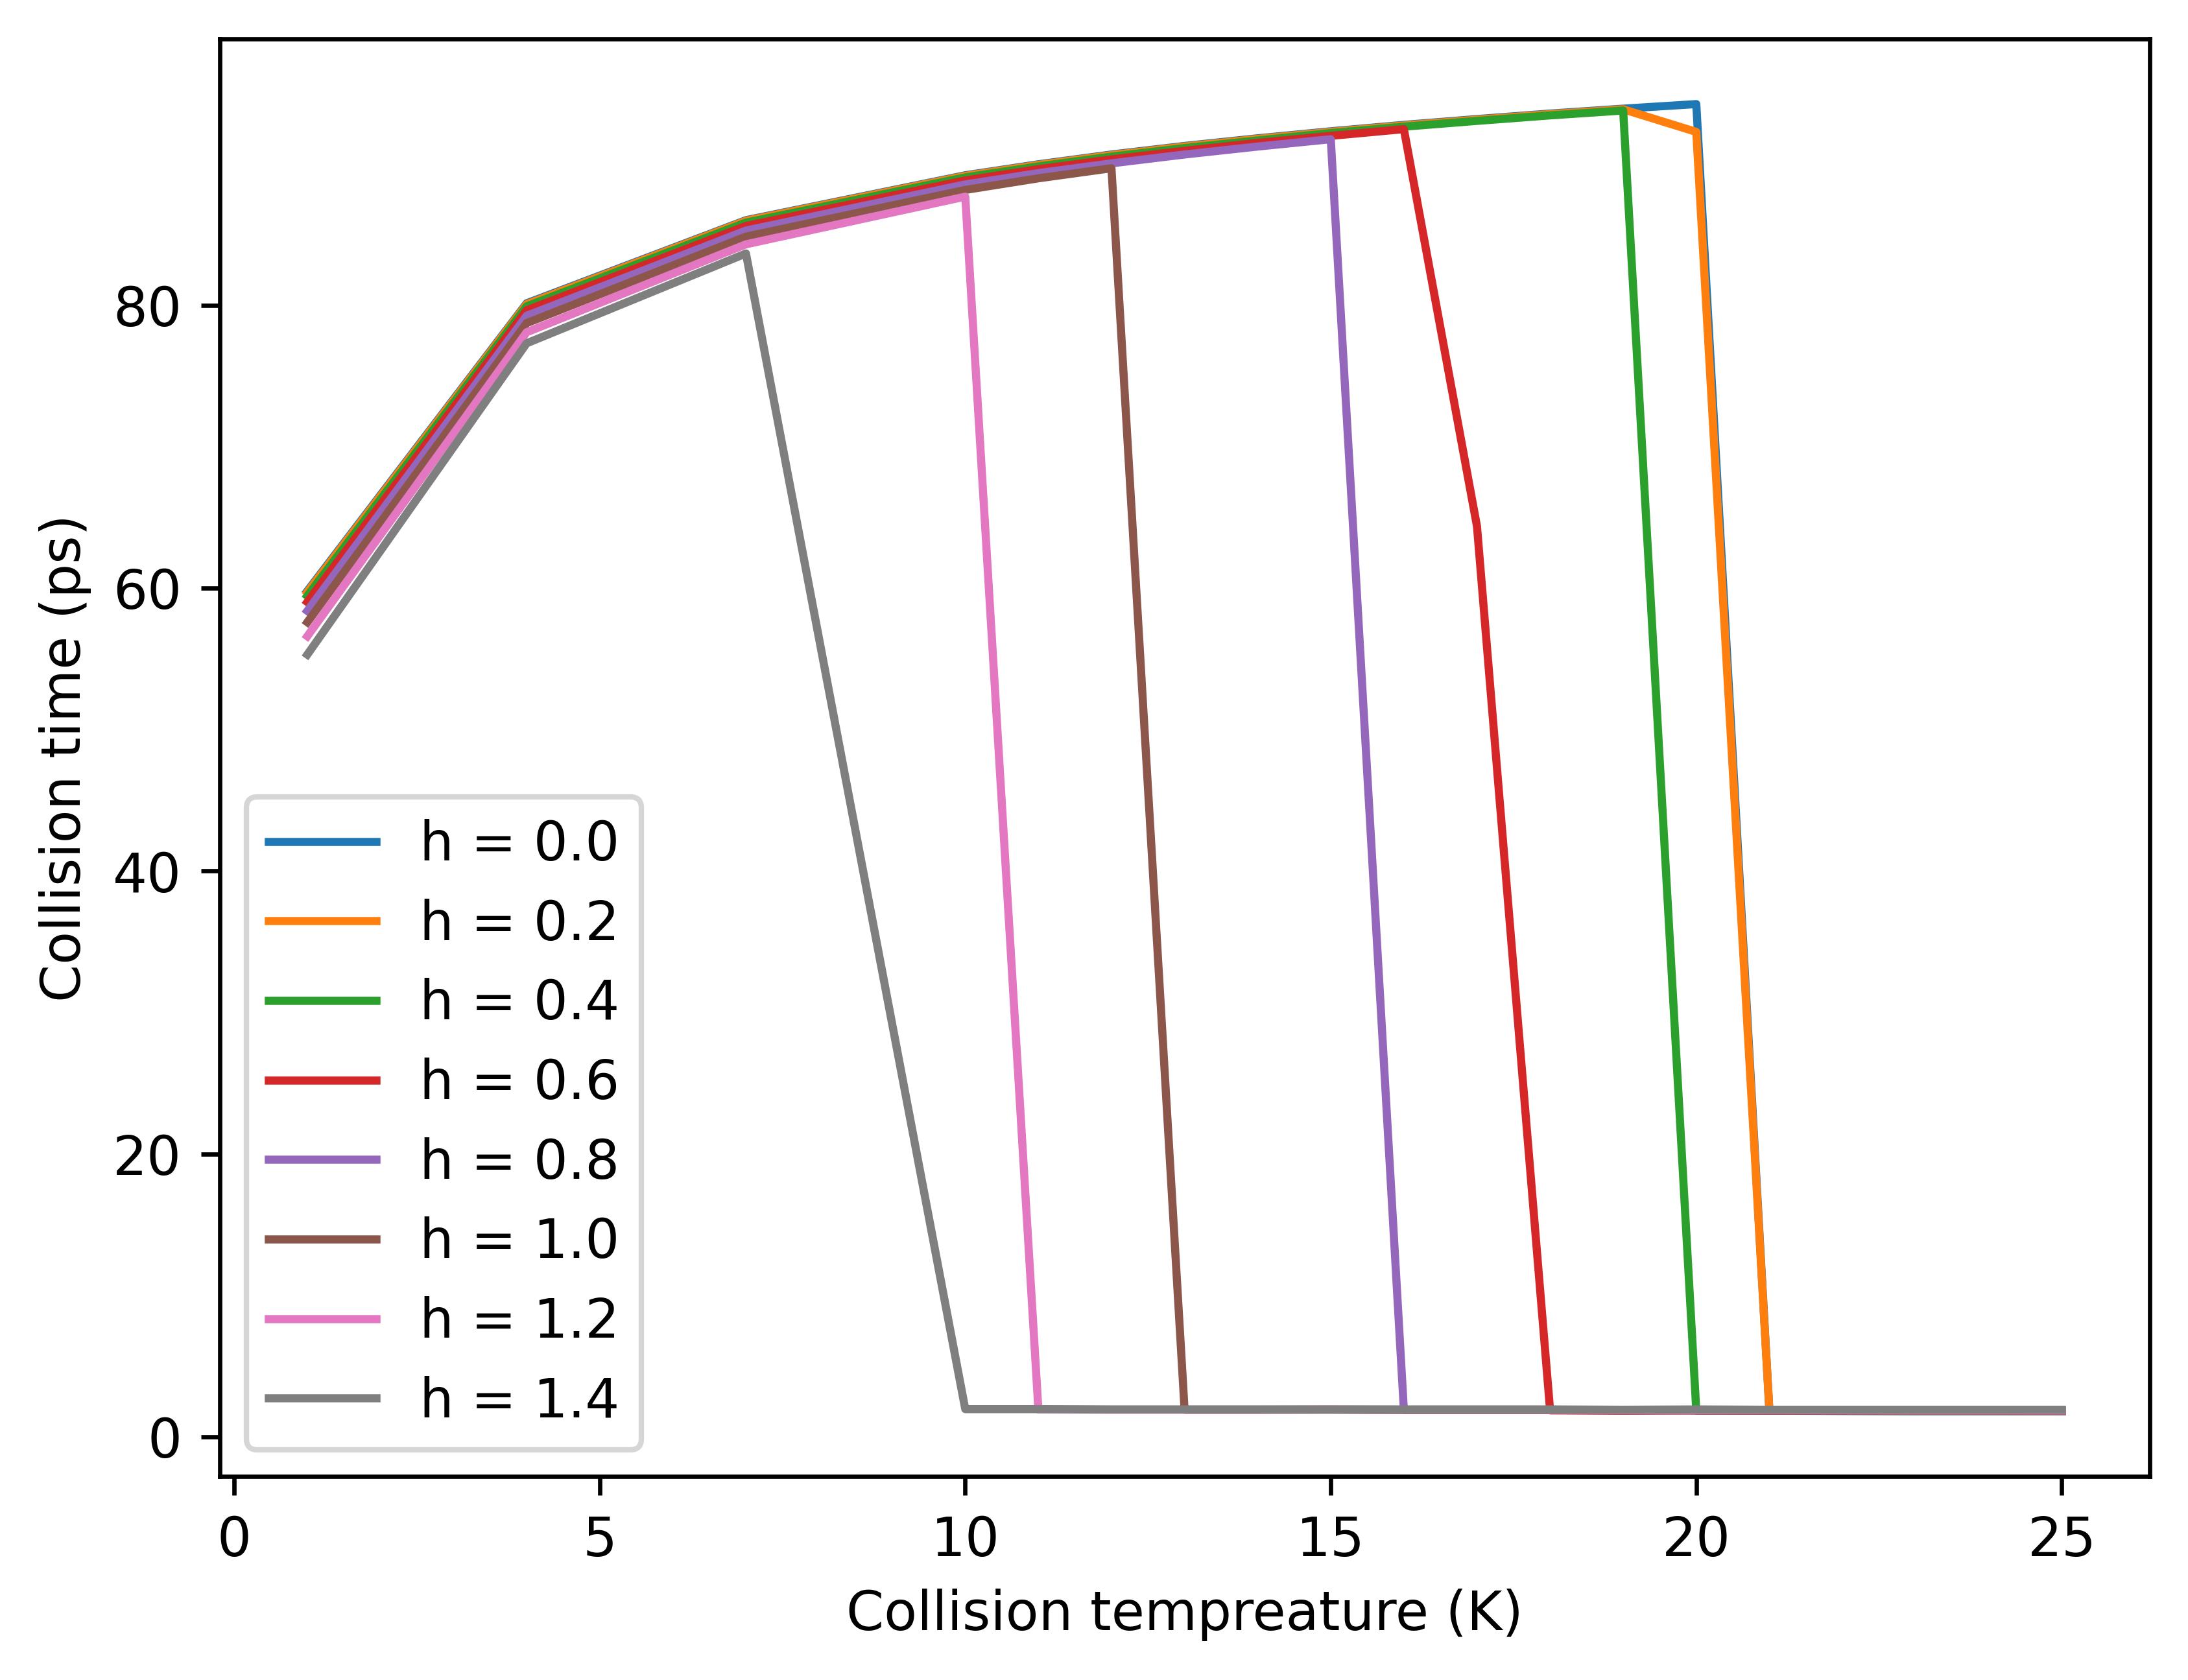 Collision time (ps)
80
60
40
20
0
h = 0.0
h = 0.2
h = 0.4
h = 0.6
h = 0.8
h = 1.0
h = 1.2
h = 1.4
0 5 10 15 20 25
Collision tempreature (K)